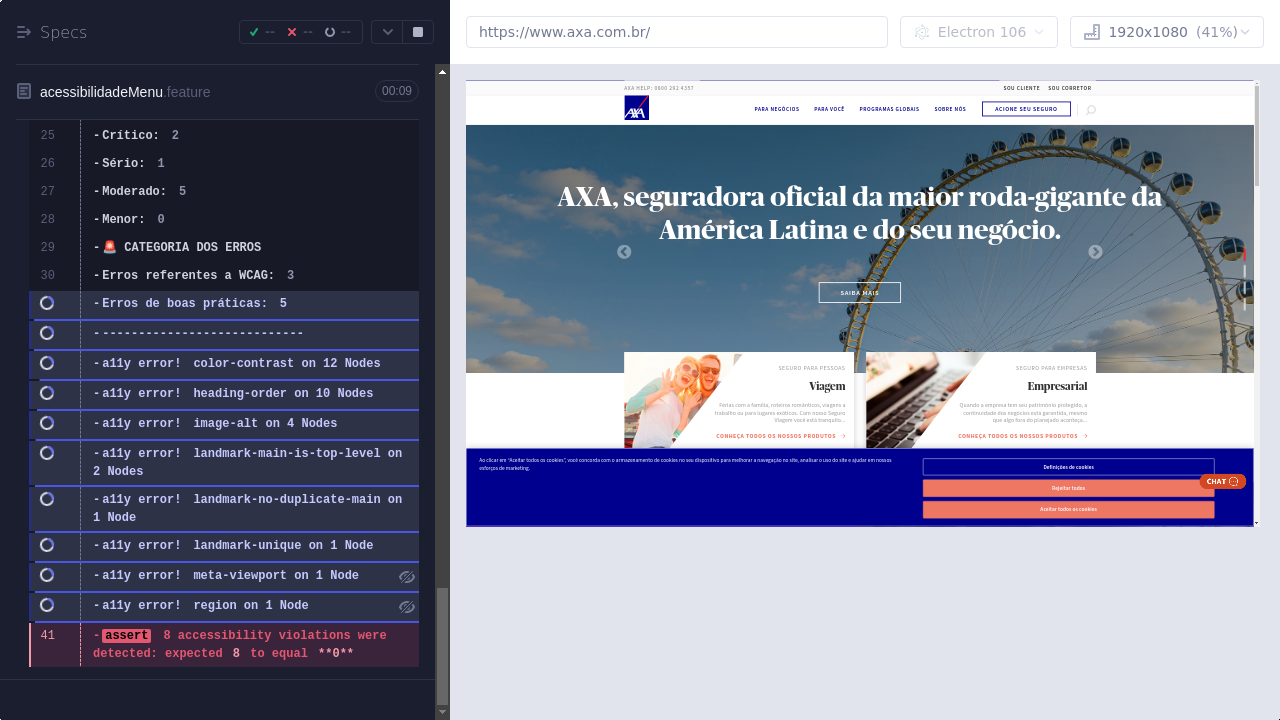 Specs
-- -- --
https://www.axa.com.br/
Electron 106
1920x1080 (41%)
acessibilidadeMenu.feature
00:09
25 -Crítico: 2
26 -Sério: 1
27 -Moderado: 5
28 -Menor: 0
29 -🚨 CATEGORIA DOS ERROS
30 -Erros referentes a WCAG: 3
-Erros de boas práticas: 5
-----------------------------
-a11y error! color-contrast on 12 Nodes
-a11y error! heading-order on 10 Nodes
-a11y error! image-alt on 4 Nodes
-a11y error! landmark-main-is-top-level on
1 Node
-a11y error! landmark-no-duplicate-main on
1 Node
-a11y error! landmark-unique on 1 Node
-a11y error! meta-viewport on 1 Node
-a11y error! region on 1 Node
41 -assert 8 accessibility violations were
detected: expected 8 to equal **0**
AXA HELP: 0800 292 4357
SOU CLIENTE SOU CORRETOR
AXA
PARA NEGÓCIOS PARA VOCÊ PROGRAMAS GLOBAIS SOBRE NÓS ACIONE SEU SEGURO
AXA, seguradora oficial da maior roda-gigante da
América Latina e do seu negócio.
SAIBA MAIS
SEGURO PARA PESSOAS
Viagem
Férias com a família, roteiros românticos, viagens a
trabalho ou para lugares exóticos. Com nosso Seguro
Viagem você está tranquilo...
CONHEÇA TODOS OS NOSSOS PRODUTOS
SEGURO PARA EMPRESAS
Empresarial
Quando a empresa tem seu patrimônio protegido, a
continuidade dos negócios está garantida, mesmo
que algo fora do planejado aconteça...
CONHEÇA TODOS OS NOSSOS PRODUTOS
Ao clicar em "Aceitar todos os cookies", você concorda com o armazenamento de cookies no seu dispositivo para melhorar a navegação no site, analisar o uso do site e ajudar em nossos
esforços de marketing.
Definições de cookies
Rejeitar todos
Aceitar todos os cookies
CHAT